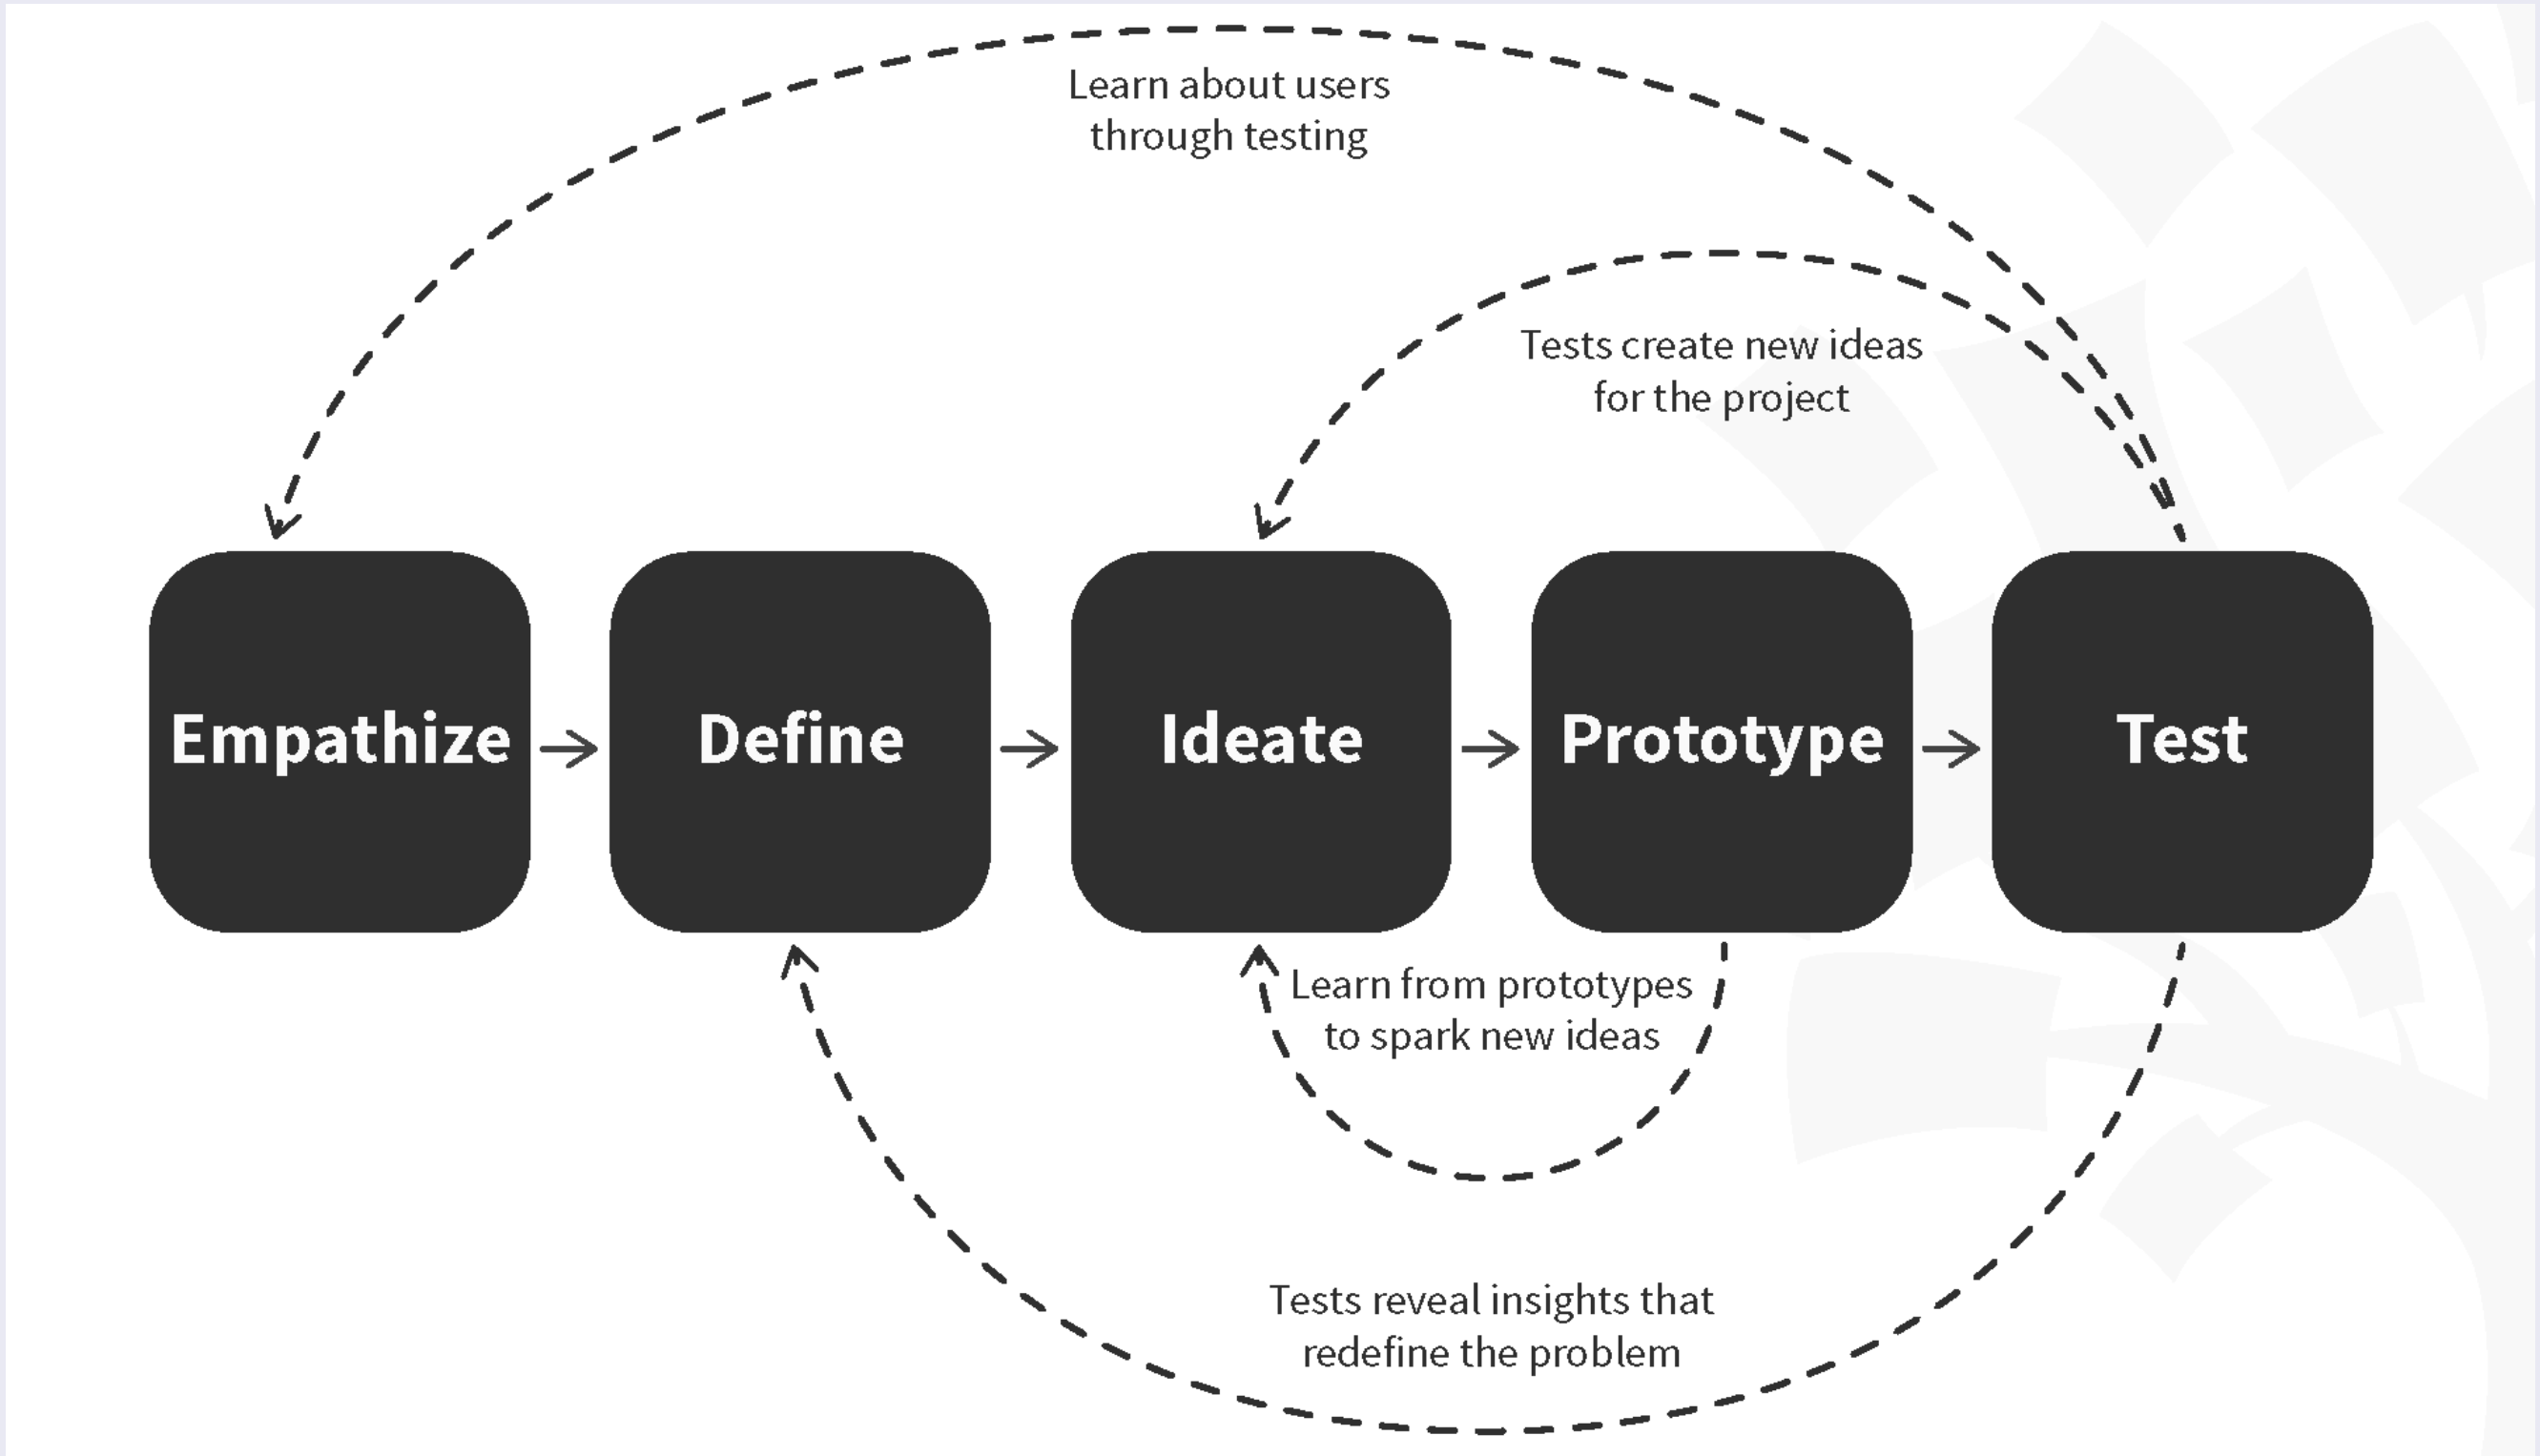 Learn about users
through testing
Tests create new ideas
for the project
Empathize
Define
Ideate
Prototype
Test
Learn from prototypes
to spark new ideas
Tests reveal insights that
redefine the problem